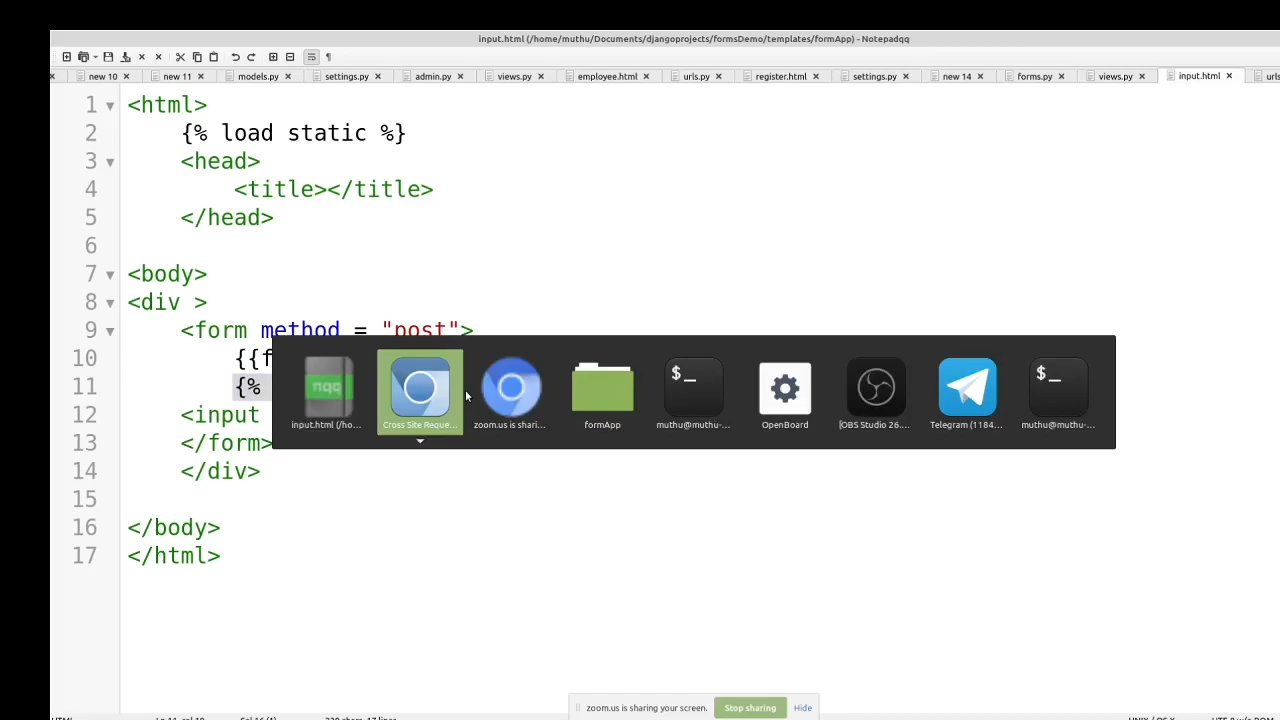 input.html (/home/muthu/Documents/djangoprojects/formsDemo/templates/formApp) - Notepadqq
new 10 new 11 models.py settings.py admin.py views.py employee.html urls.py register.html settings.py new 14 forms.py views.py input.html urls
1 <html>
2 {% load static %}
3 <head>
4 <title></title>
5 </head>
6
7 <body>
8 <div >
9 <form method = "post">
10 {{f
11 {%
12 <input
13 </form>
14 </div>
15
16 </body>
17 </html>
nqq
$_
$_
input.html (/ho...
Cross Site Reque...
zoom.us is shari...
formApp
muthu@muthu-...
OpenBoard
[OBS Studio 26....
Telegram (1184...
muthu@muthu-...
zoom.us is sharing your screen. Stop sharing Hide